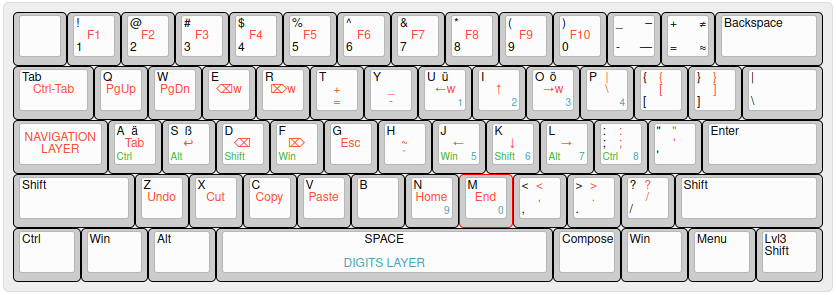 ! F1 1
@ F2 2
# F3 3
$ F4 4
% F5 5
^ F6 6
& F7 7
* F8 8
( F9 9
) F10 0
_ – - —
+ ≠ = ≈
Backspace
Tab Ctrl-Tab
Q PgUp
W PgDn
E ⌫w
R ⌦w
T + =
Y _ -
U ü ←w 1
I ↑ 2
O ö →w 3
P | \ 4
{ { [ [
} } ] ]
| \
NAVIGATION
LAYER
A ä Tab Ctrl
S ß ↩ Alt
D ⌫ Shift
F ⌦ Win
G Esc
H ~ `
J ← Win 5
K ↓ Shift 6
L → Alt 7
: : ; ; Ctrl 8
" " ' '
Enter
Shift
Z Undo
X Cut
C Copy
V Paste
B
N Home 9
M End 0
< < , ,
> > . .
? ? / /
Shift
Ctrl
Win
Alt
SPACE
DIGITS LAYER
Compose
Win
Menu
Lvl3
Shift